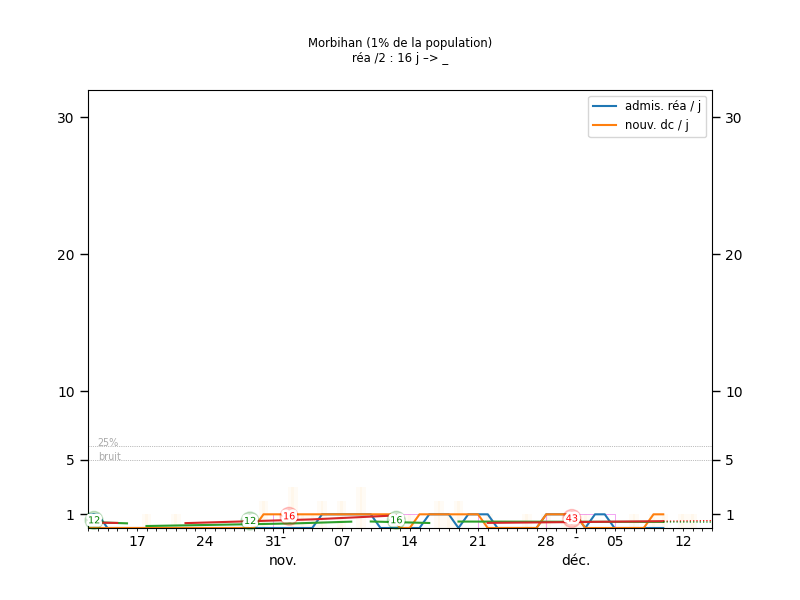 Morbihan (1% de la population)
réa /2 : 16 j –> _
admis. réa / j
nouv. dc / j
30 30
20 20
10 10
25%
bruit
5 5
1 1
12 12 16 16 43
17 24 31- 07 14 21 28 - 05 12
nov. déc.